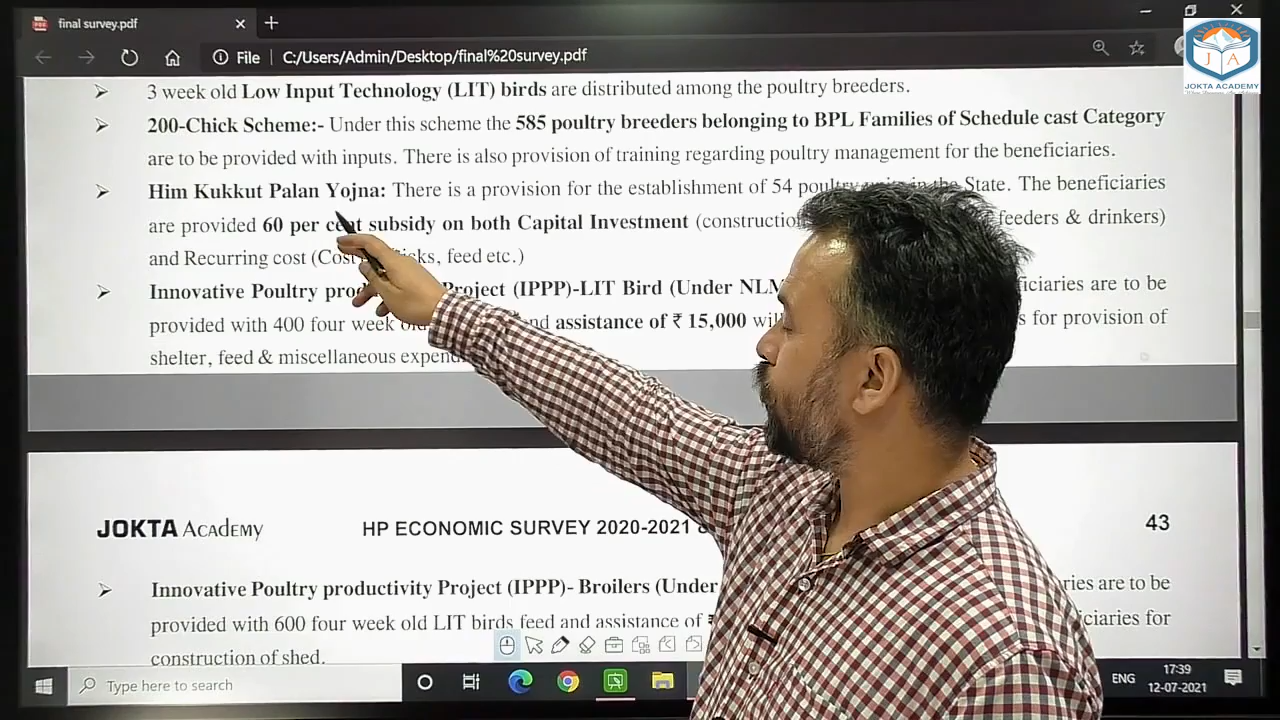 final survey.pdf
File
C:/Users/Admin/Desktop/final%20survey.pdf
J A
JOKTA ACADEMY
3 week old Low Input Technology (LIT) birds are distributed among the poultry breeders.
200-Chick Scheme:- Under this scheme the 585 poultry breeders belonging to BPL Families of Schedule cast Category
are to be provided with inputs. There is also provision of training regarding poultry management for the beneficiaries.
Him Kukkut Palan Yojna: There is a provision for the establishment of 54 poultry in the State. The beneficiaries
are provided 60 per cent subsidy on both Capital Investment feeders & drinkers)
and Recurring cost feed etc.)
Innovative Poultry Project (IPPP)-LIT Bird (Under are to be
provided with 400 four week assistance of ₹ 15,000 for provision of
shelter, feed & miscellaneous
JOKTA ACADEMY HP ECONOMIC SURVEY 2020-2021 43
Innovative Poultry productivity Project (IPPP)- Broilers (Under are to be
provided with 600 four week old LIT birds feed and assistance of for
construction of shed.
Type here to search
ENG
17:39
12-07-2021